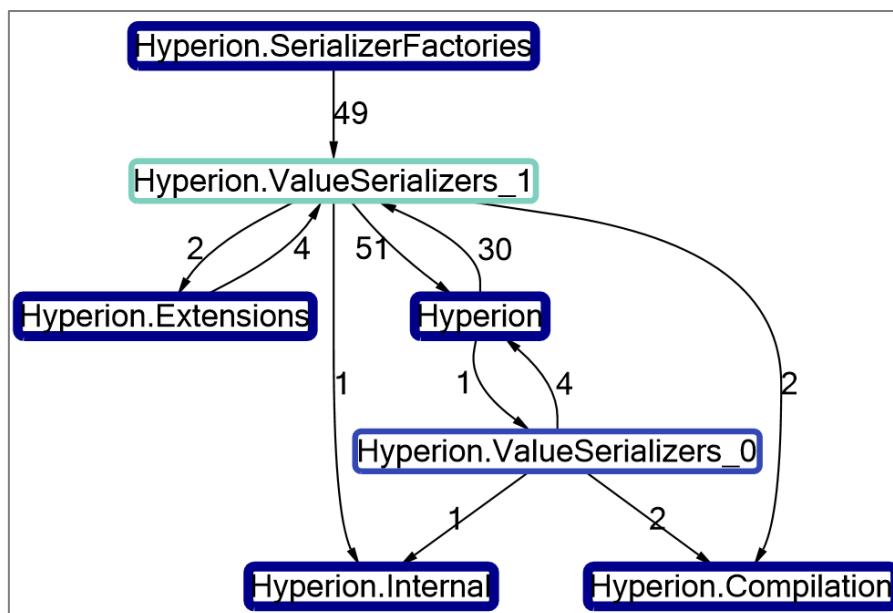 Hyperion.SerializerFactories
49
Hyperion.ValueSerializers_1
2
4
51
30
Hyperion.Extensions
Hyperion
1
1
4
2
Hyperion.ValueSerializers_0
1
2
Hyperion.Internal
Hyperion.Compilation